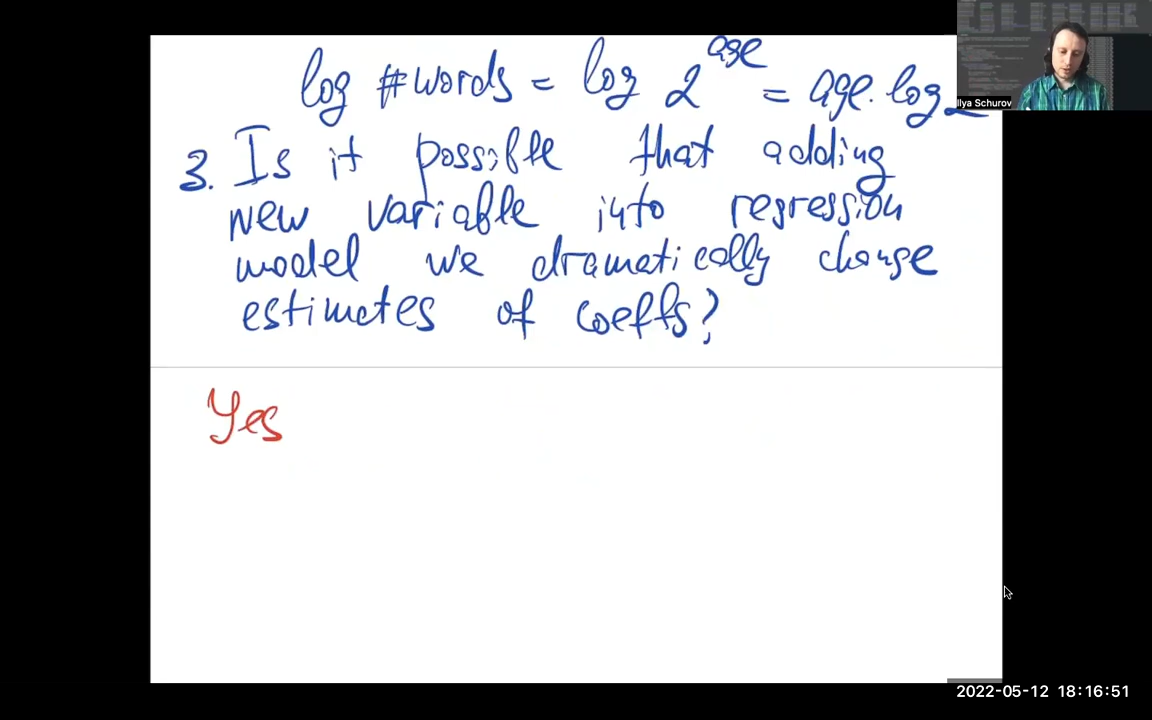 log #words = log 2^age = age · log 2
3. Is it possible that adding
new variable into regression
model we dramatically change
estimates of coeffs?
Yes
Ilya Schurov
2022-05-12 18:16:51